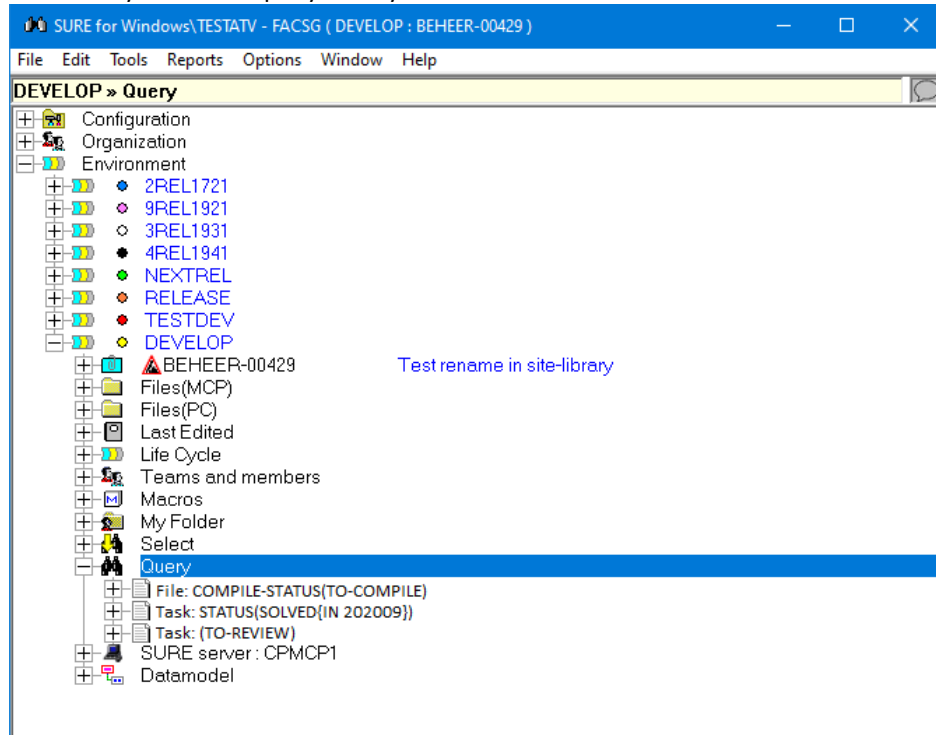 SURE for Windows\TESTATV - FACSG ( DEVELOP : BEHEER-00429 )
File Edit Tools Reports Options Window Help
DEVELOP » Query
Configuration
Organization
Environment
2REL1721
9REL1921
3REL1931
4REL1941
NEXTREL
RELEASE
TESTDEV
DEVELOP
BEHEER-00429 Test rename in site-library
Files(MCP)
Files(PC)
Last Edited
Life Cycle
Teams and members
Macros
My Folder
Select
Query
File: COMPILE-STATUS(TO-COMPILE)
Task: STATUS(SOLVED{IN 202009})
Task: (TO-REVIEW)
SURE server : CPMCP1
Datamodel